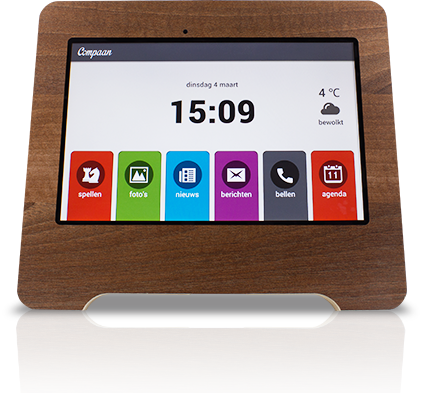 Compaan
dinsdag 4 maart
15:09
4 °C
bewolkt
spellen
foto's
nieuws
berichten
bellen
11
agenda